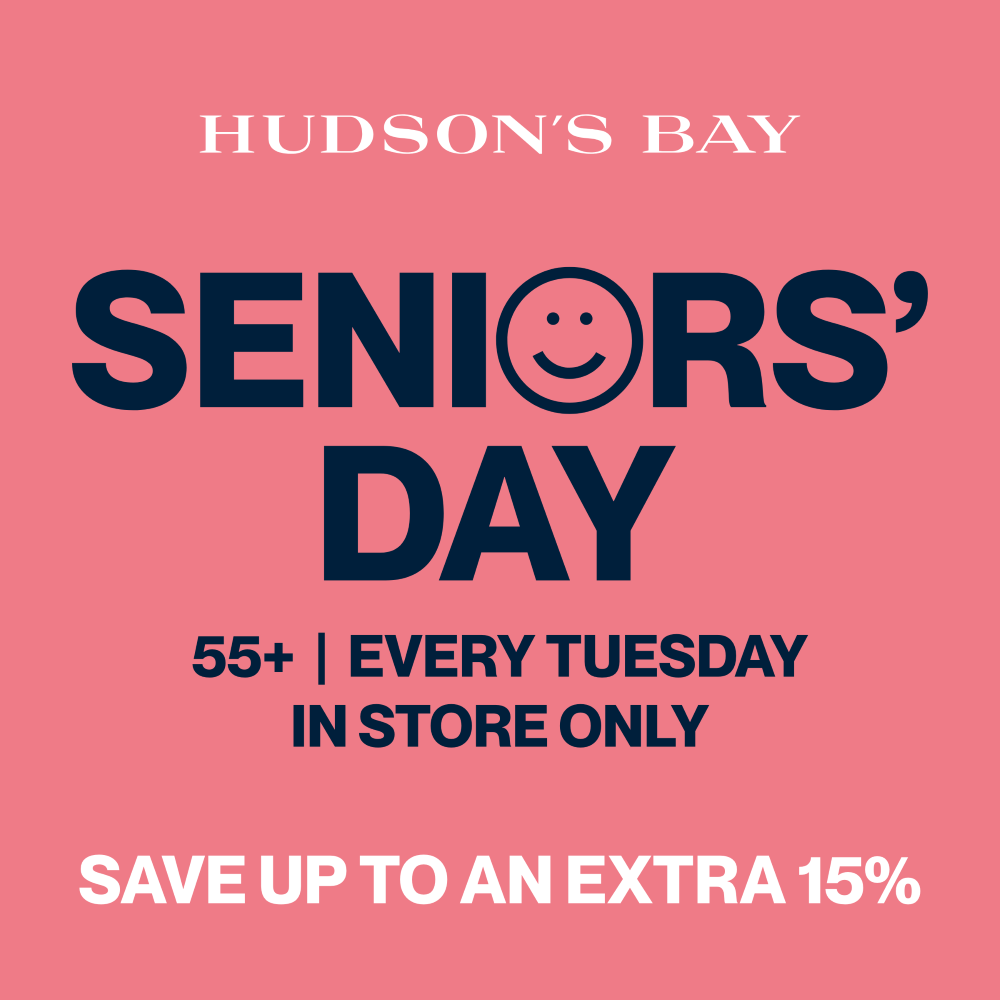 HUDSON'S BAY
SENIORS’
DAY
55+ | EVERY TUESDAY
IN STORE ONLY
SAVE UP TO AN EXTRA 15%